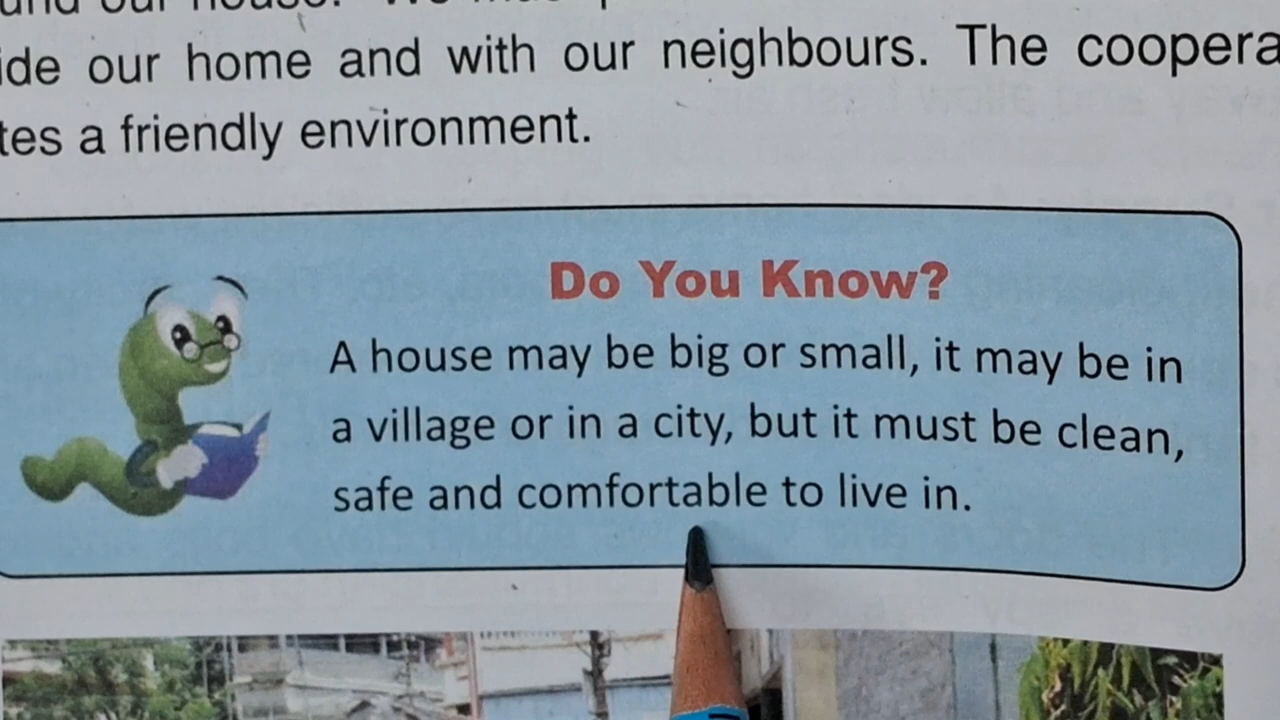 our house.
ide our home and with our neighbours. The coopera
tes a friendly environment.
Do You Know?
A house may be big or small, it may be in
a village or in a city, but it must be clean,
safe and comfortable to live in.